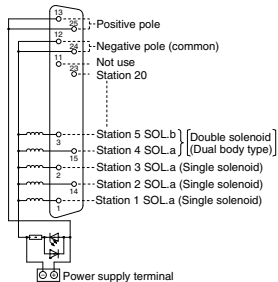 13
25 Positive pole
12
24 Negative pole (common)
11 Not use
23 Station 20
3 Station 5 SOL.b
15 Station 4 SOL.a
Double solenoid
(Dual body type)
2 Station 3 SOL.a (Single solenoid)
14 Station 2 SOL.a (Single solenoid)
1 Station 1 SOL.a (Single solenoid)
⊖ ⊕ Power supply terminal